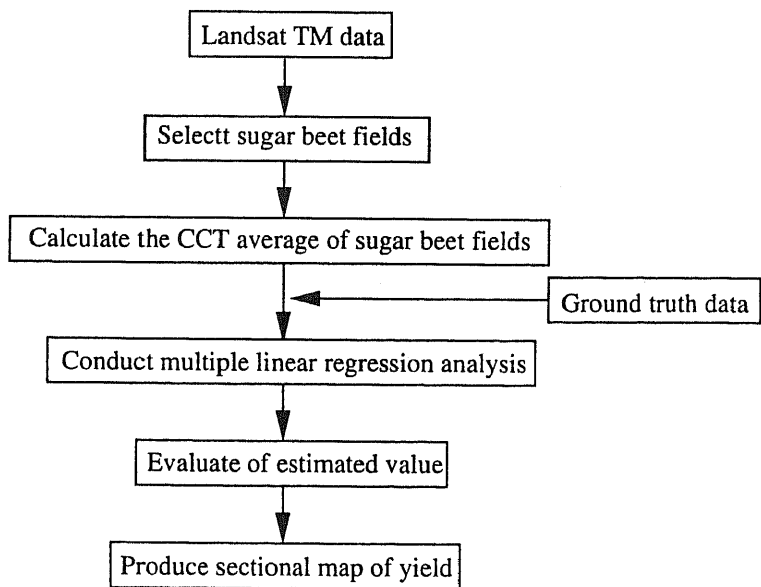 Landsat TM data
Selectt sugar beet fields
Calculate the CCT average of sugar beet fields
Ground truth data
Conduct multiple linear regression analysis
Evaluate of estimated value
Produce sectional map of yield